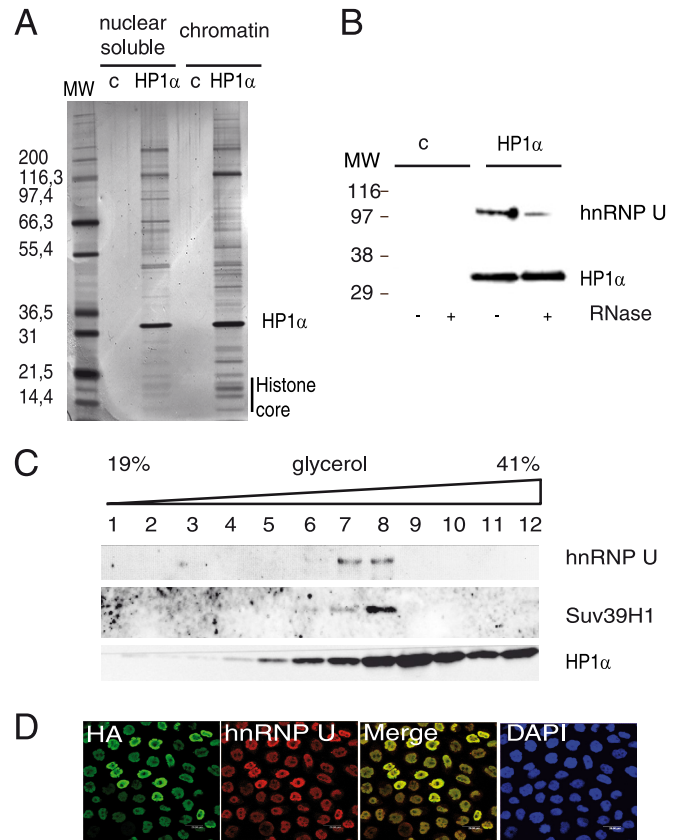 A
nuclear soluble
chromatin
MW
c
HP1α
c
HP1α
200
116,3
97,4
66,3
55,4
36,5
31
21,5
14,4
HP1α
Histone core
B
c
HP1α
MW
116
97
38
29
hnRNP U
HP1α
- + - + RNase
C
19% glycerol 41%
1 2 3 4 5 6 7 8 9 10 11 12
hnRNP U
Suv39H1
HP1α
D
HA
hnRNP U
Merge
DAPI